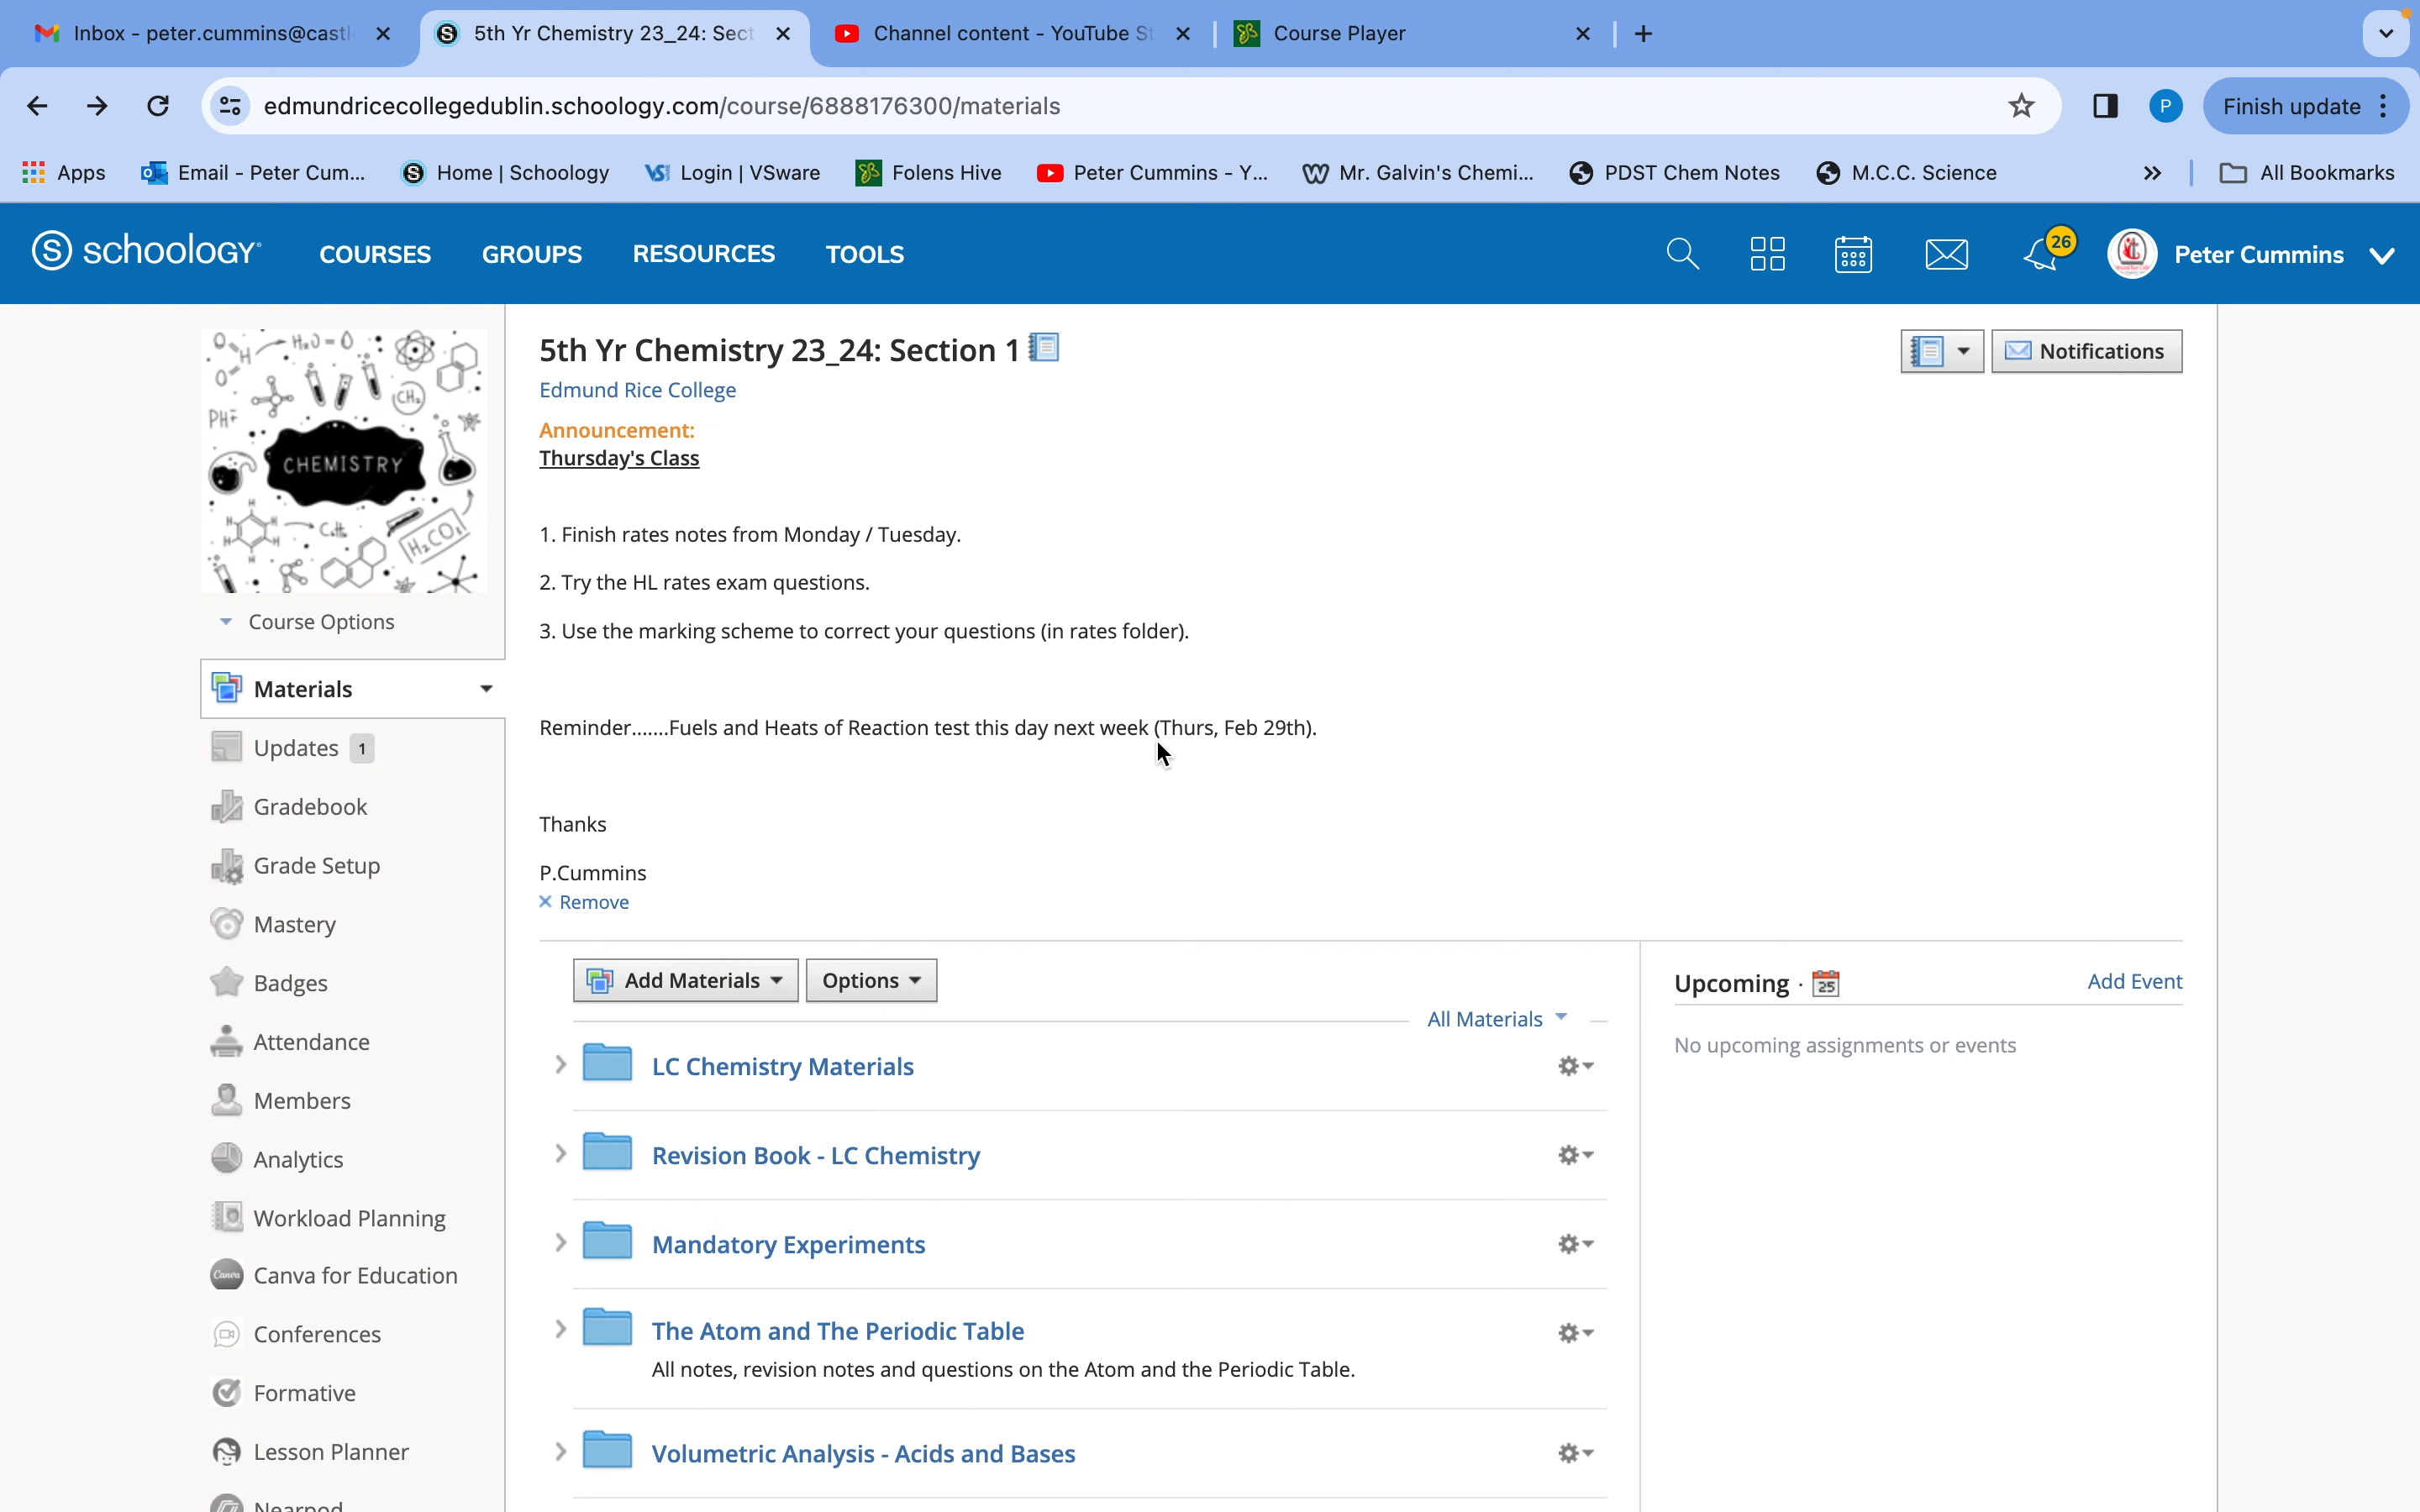 Inbox - peter.cummins@castl
5th Yr Chemistry 23_24: Sect
Channel content - YouTube St
Course Player
edmundricecollegedublin.schoology.com/course/6888176300/materials
P
Finish update
Apps
Email - Peter Cum...
Home | Schoology
Login | VSware
Folens Hive
Peter Cummins - Y...
Mr. Galvin's Chemi...
PDST Chem Notes
M.C.C. Science
All Bookmarks
schoology
COURSES
GROUPS
RESOURCES
TOOLS
26
Peter Cummins
CHEMISTRY
Course Options
Materials
Updates 1
Gradebook
Grade Setup
Mastery
Badges
Attendance
Members
Analytics
Workload Planning
Canva for Education
Conferences
Formative
Lesson Planner
Nearpod
5th Yr Chemistry 23_24: Section 1
Edmund Rice College
Notifications
Announcement:
Thursday's Class
1. Finish rates notes from Monday / Tuesday.
2. Try the HL rates exam questions.
3. Use the marking scheme to correct your questions (in rates folder).
Reminder.......Fuels and Heats of Reaction test this day next week (Thurs, Feb 29th).
Thanks
P.Cummins
Remove
Add Materials
Options
All Materials
LC Chemistry Materials
Revision Book - LC Chemistry
Mandatory Experiments
The Atom and The Periodic Table
All notes, revision notes and questions on the Atom and the Periodic Table.
Volumetric Analysis - Acids and Bases
Upcoming · 25
Add Event
No upcoming assignments or events